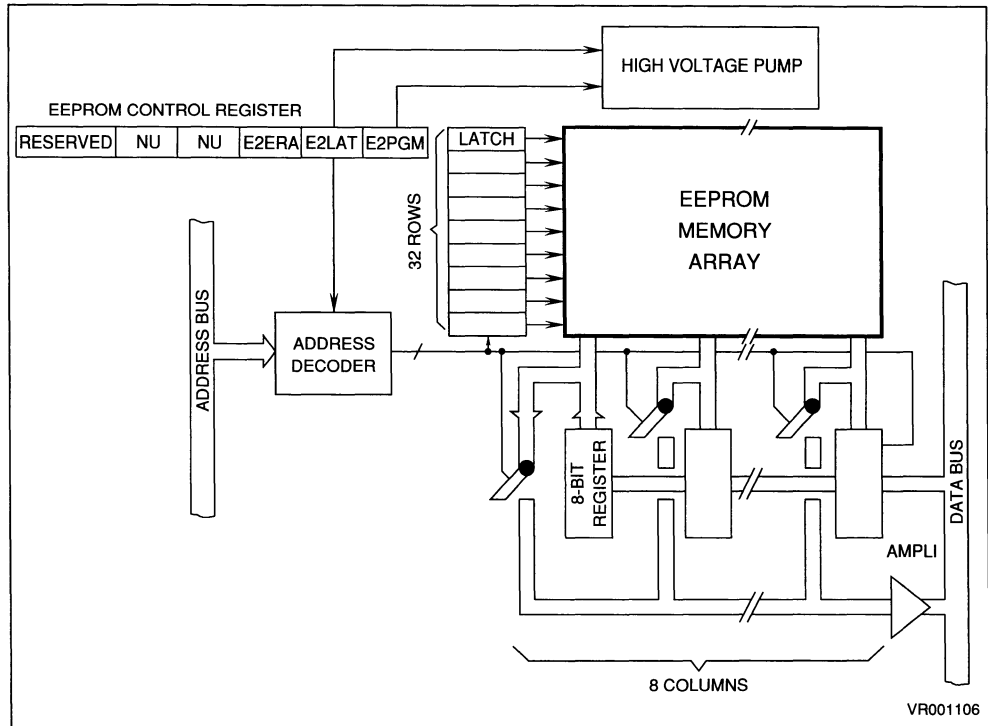 HIGH VOLTAGE PUMP
EEPROM CONTROL REGISTER
RESERVED NU NU E2ERA E2LAT E2PGM
LATCH
32 ROWS
EEPROM
MEMORY
ARRAY
ADDRESS BUS
ADDRESS
DECODER
8-BIT
REGISTER
DATA BUS
AMPLI
8 COLUMNS
VR001106